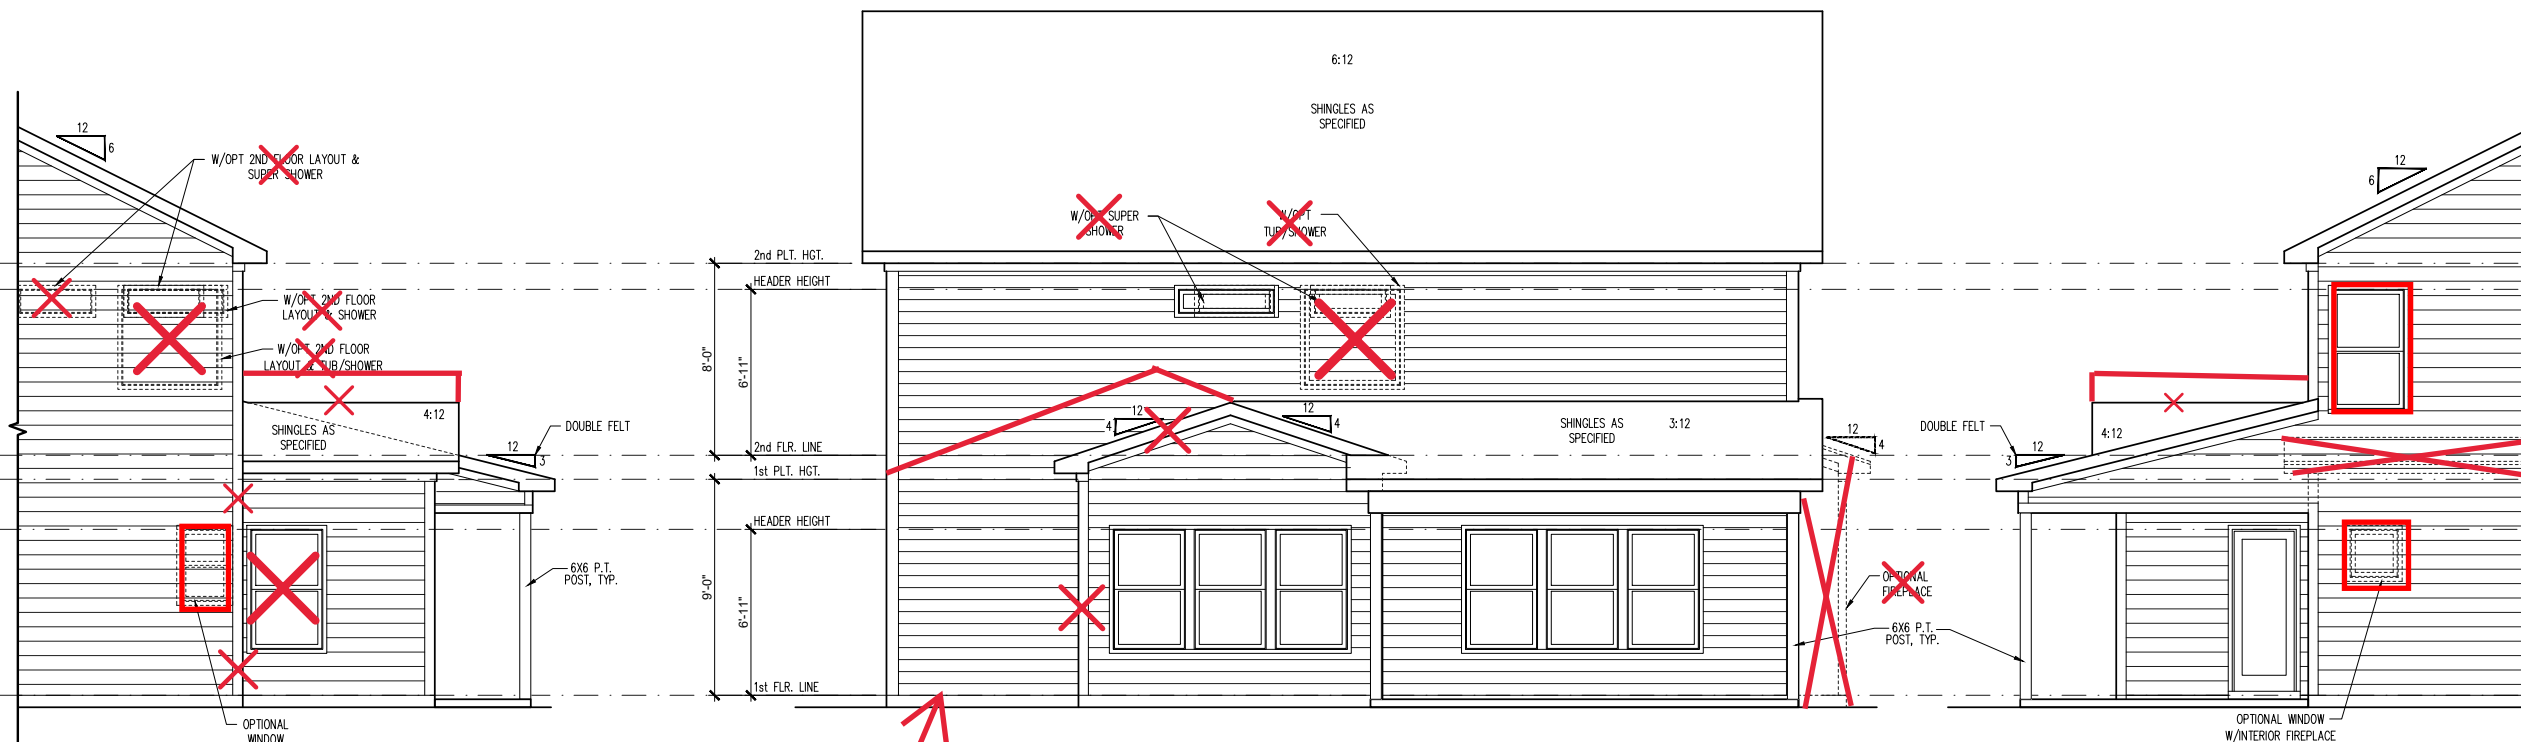 12
6
W/OPT 2ND FLOOR LAYOUT &
SUPER SHOWER
W/OPT 2ND FLOOR
LAYOUT & SHOWER
W/OPT 2ND FLOOR
LAYOUT & TUB/SHOWER
4:12
SHINGLES AS
SPECIFIED
12
3
DOUBLE FELT
6X6 P.T.
POST, TYP.
OPTIONAL
WINDOW
2nd PLT. HGT.
HEADER HEIGHT
8'-0"
6'-11"
2nd FLR. LINE
1st PLT. HGT.
HEADER HEIGHT
9'-0"
6'-11"
1st FLR. LINE
6:12
SHINGLES AS
SPECIFIED
W/OPT SUPER
SHOWER
W/OPT
TUB/SHOWER
12
4
12
4
SHINGLES AS
SPECIFIED
3:12
12
4
OPTIONAL
FIREPLACE
6X6 P.T.
POST, TYP.
12
6
DOUBLE FELT
12
3
4:12
OPTIONAL WINDOW
W/INTERIOR FIREPLACE